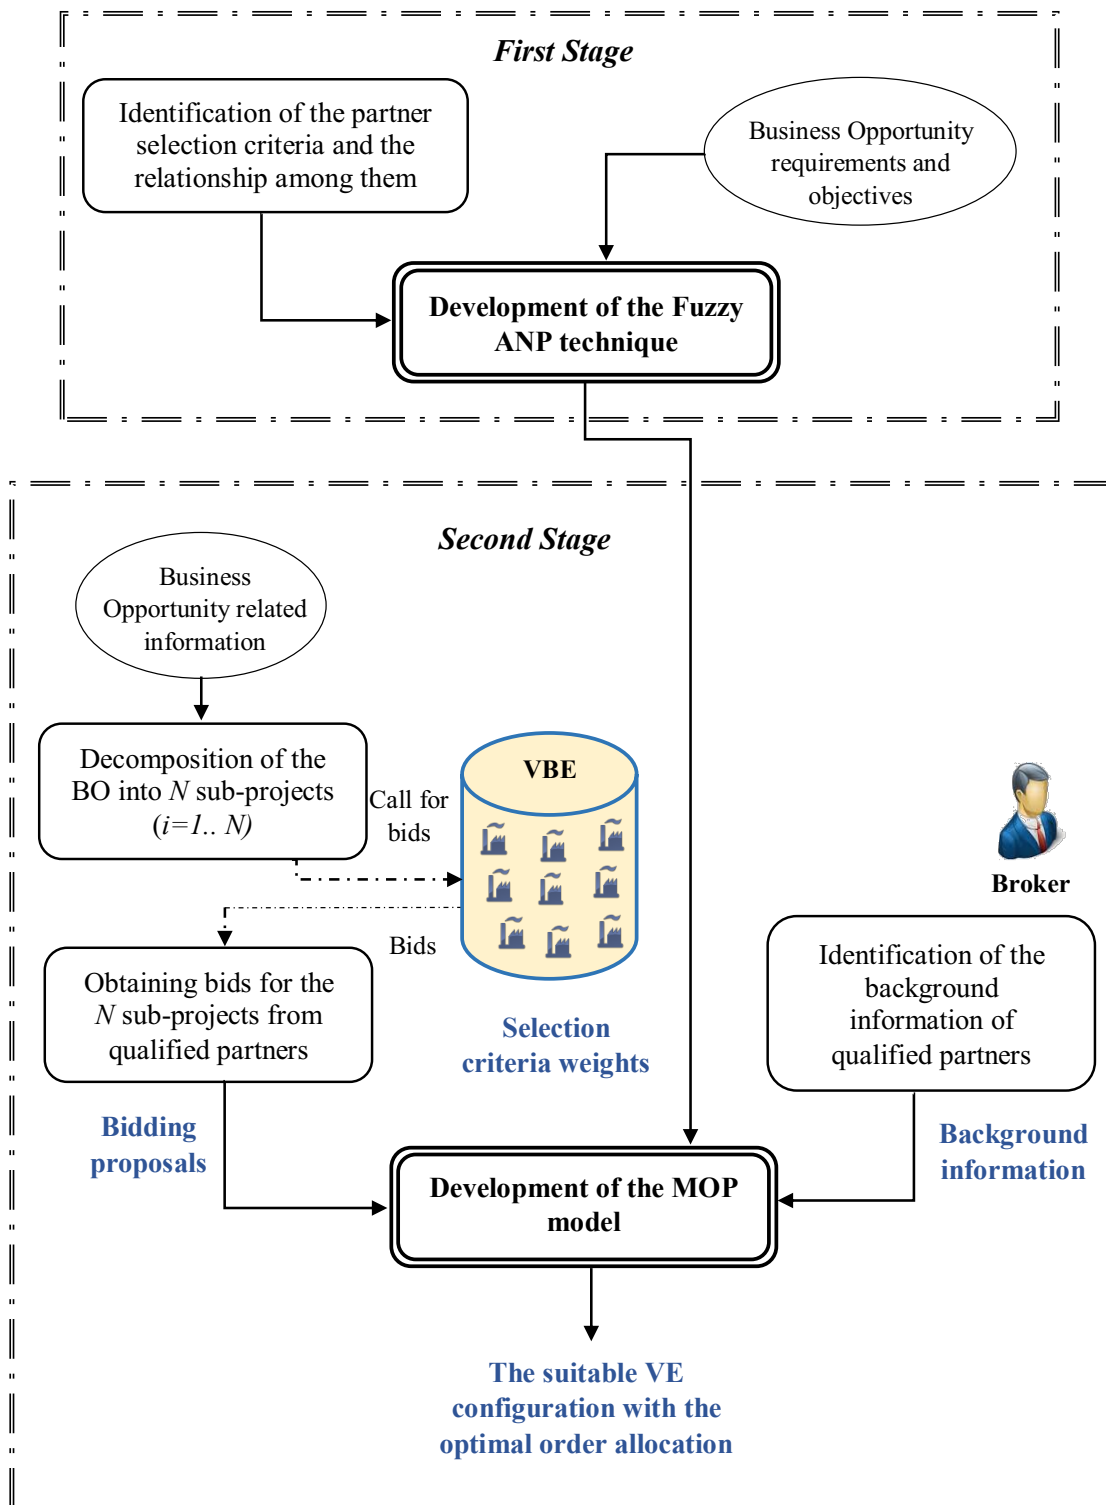 First Stage
Identification of the partner
selection criteria and the
relationship among them
Business Opportunity
requirements and
objectives
Development of the Fuzzy
ANP technique
Second Stage
Business
Opportunity related
information
Decomposition of the
BO into N sub-projects
(i=1.. N)
Call for
bids
VBE
Broker
Bids
Obtaining bids for the
N sub-projects from
qualified partners
Identification of the
background
information of
qualified partners
Selection
criteria weights
Bidding
proposals
Background
information
Development of the MOP
model
The suitable VE
configuration with the
optimal order allocation